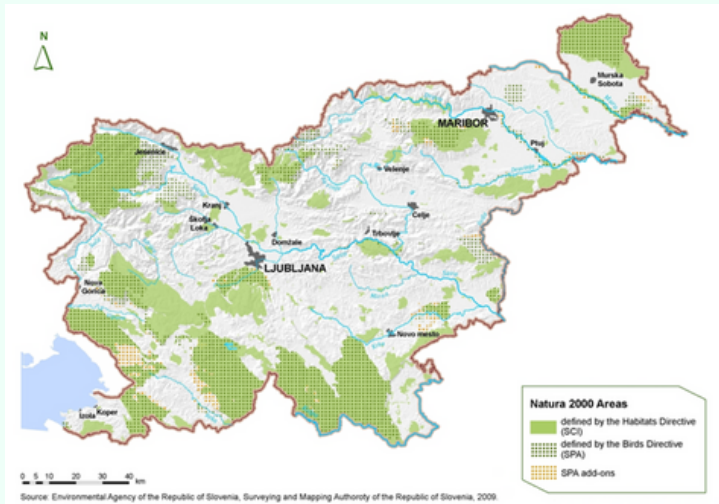 N
Murska
Sobota
MARIBOR
Ptuj
Jesenice
Velenje
Kranj
Celje
Škofja
Loka
Trbovlje
Domžale
LJUBLJANA
Nova
Gorica
Novo mesto
Izola
Koper
Natura 2000 Areas
defined by the Habitats Directive
(SCI)
defined by the Birds Directive
(SPA)
SPA add-ons
0 5 10 20 30 40
km
Source: Environmental Agency of the Republic of Slovenia, Surveying and Mapping Authoroty of the Republic of Slovenia, 2009.